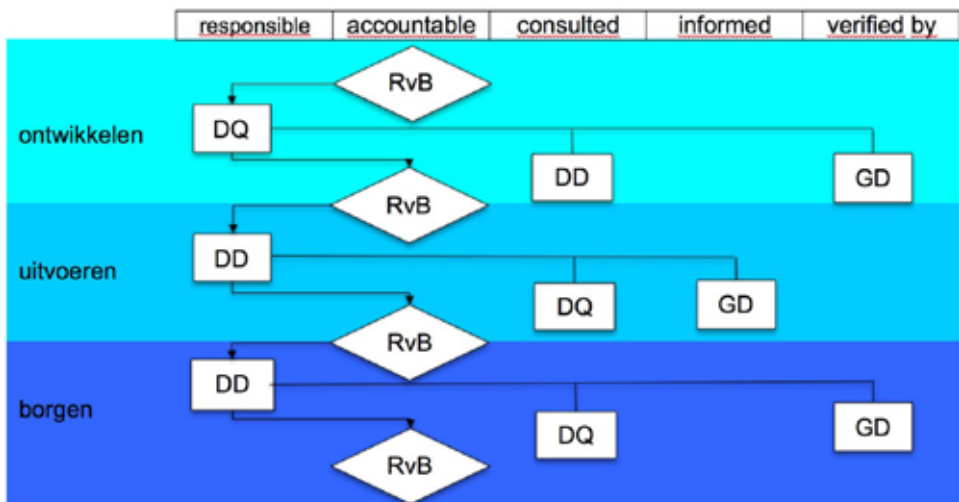 responsible accountable consulted informed verified by
RvB
ontwikkelen DQ
DD GD
RvB
uitvoeren DD
DQ GD
RvB
DD
borgen DQ GD
RvB